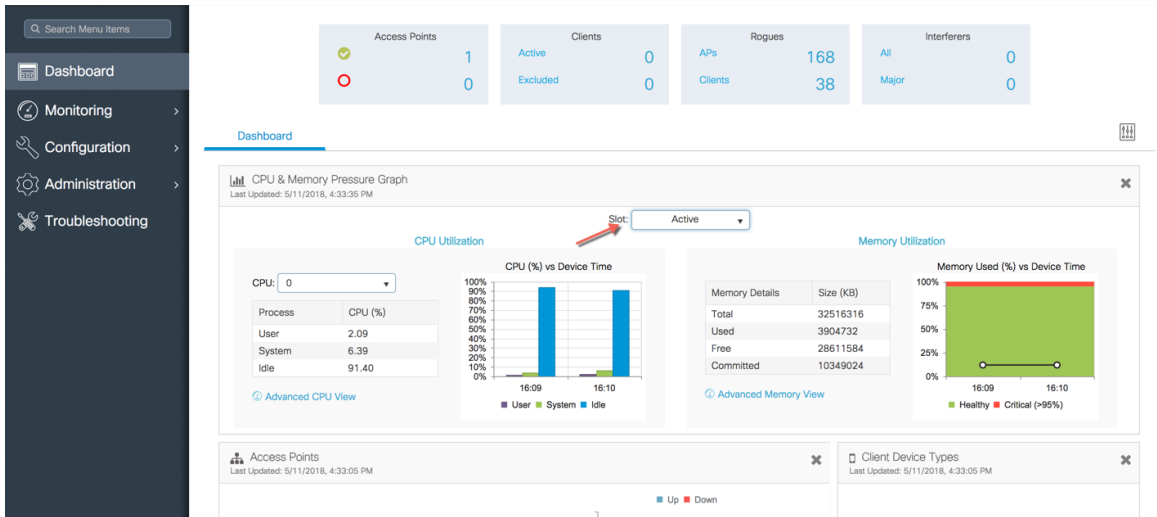 Search Menu Items
Dashboard
Monitoring
Configuration
Administration
Troubleshooting
Access Points
1
0
Clients
Active 0
Excluded 0
Rogues
APs 168
Clients 38
Interferers
All 0
Major 0
Dashboard
CPU & Memory Pressure Graph
Last Updated: 5/11/2018, 4:33:35 PM
Slot: Active
CPU Utilization
CPU: 0
Process CPU (%)
User 2.09
System 6.39
Idle 91.40
Advanced CPU View
CPU (%) vs Device Time
100%
90%
80%
70%
60%
50%
40%
30%
20%
10%
0%
16:09 16:10
User System Idle
Memory Utilization
Memory Details Size (KB)
Total 32516316
Used 3904732
Free 28611584
Committed 10349024
Advanced Memory View
Memory Used (%) vs Device Time
100%
75%
50%
25%
0%
16:09 16:10
Healthy Critical (>95%)
Access Points
Last Updated: 5/11/2018, 4:33:05 PM
Up Down
Client Device Types
Last Updated: 5/11/2018, 4:33:05 PM